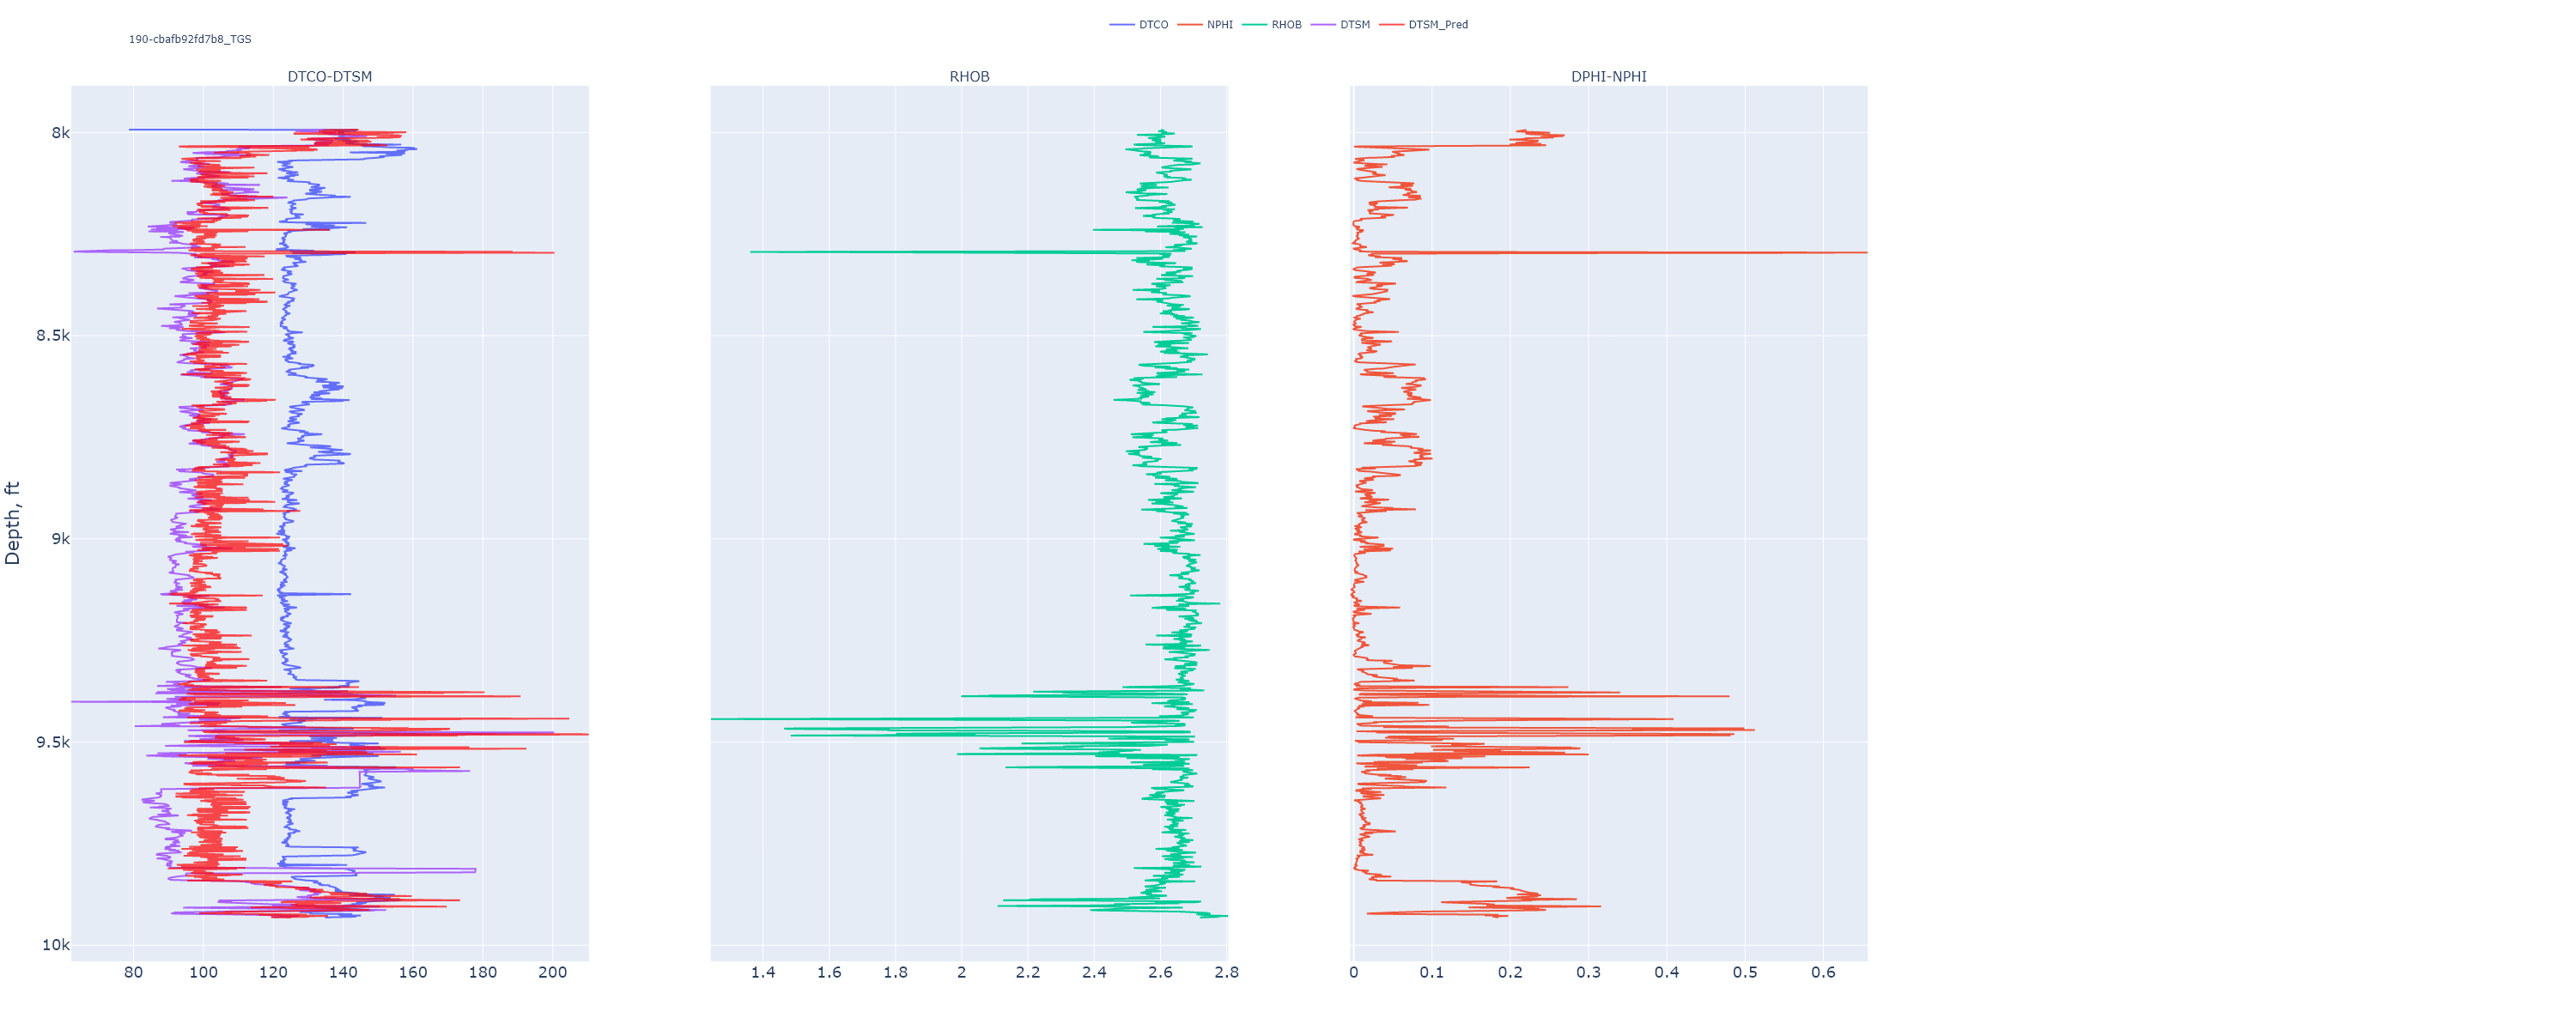 DTCO NPHI RHOB DTSM DTSM_Pred
190-cbafb92fd7b8_TGS
DTCO-DTSM RHOB DPHI-NPHI
8k
8.5k
9k
9.5k
10k
Depth, ft
80 100 120 140 160 180 200
1.4 1.6 1.8 2 2.2 2.4 2.6 2.8
0 0.1 0.2 0.3 0.4 0.5 0.6